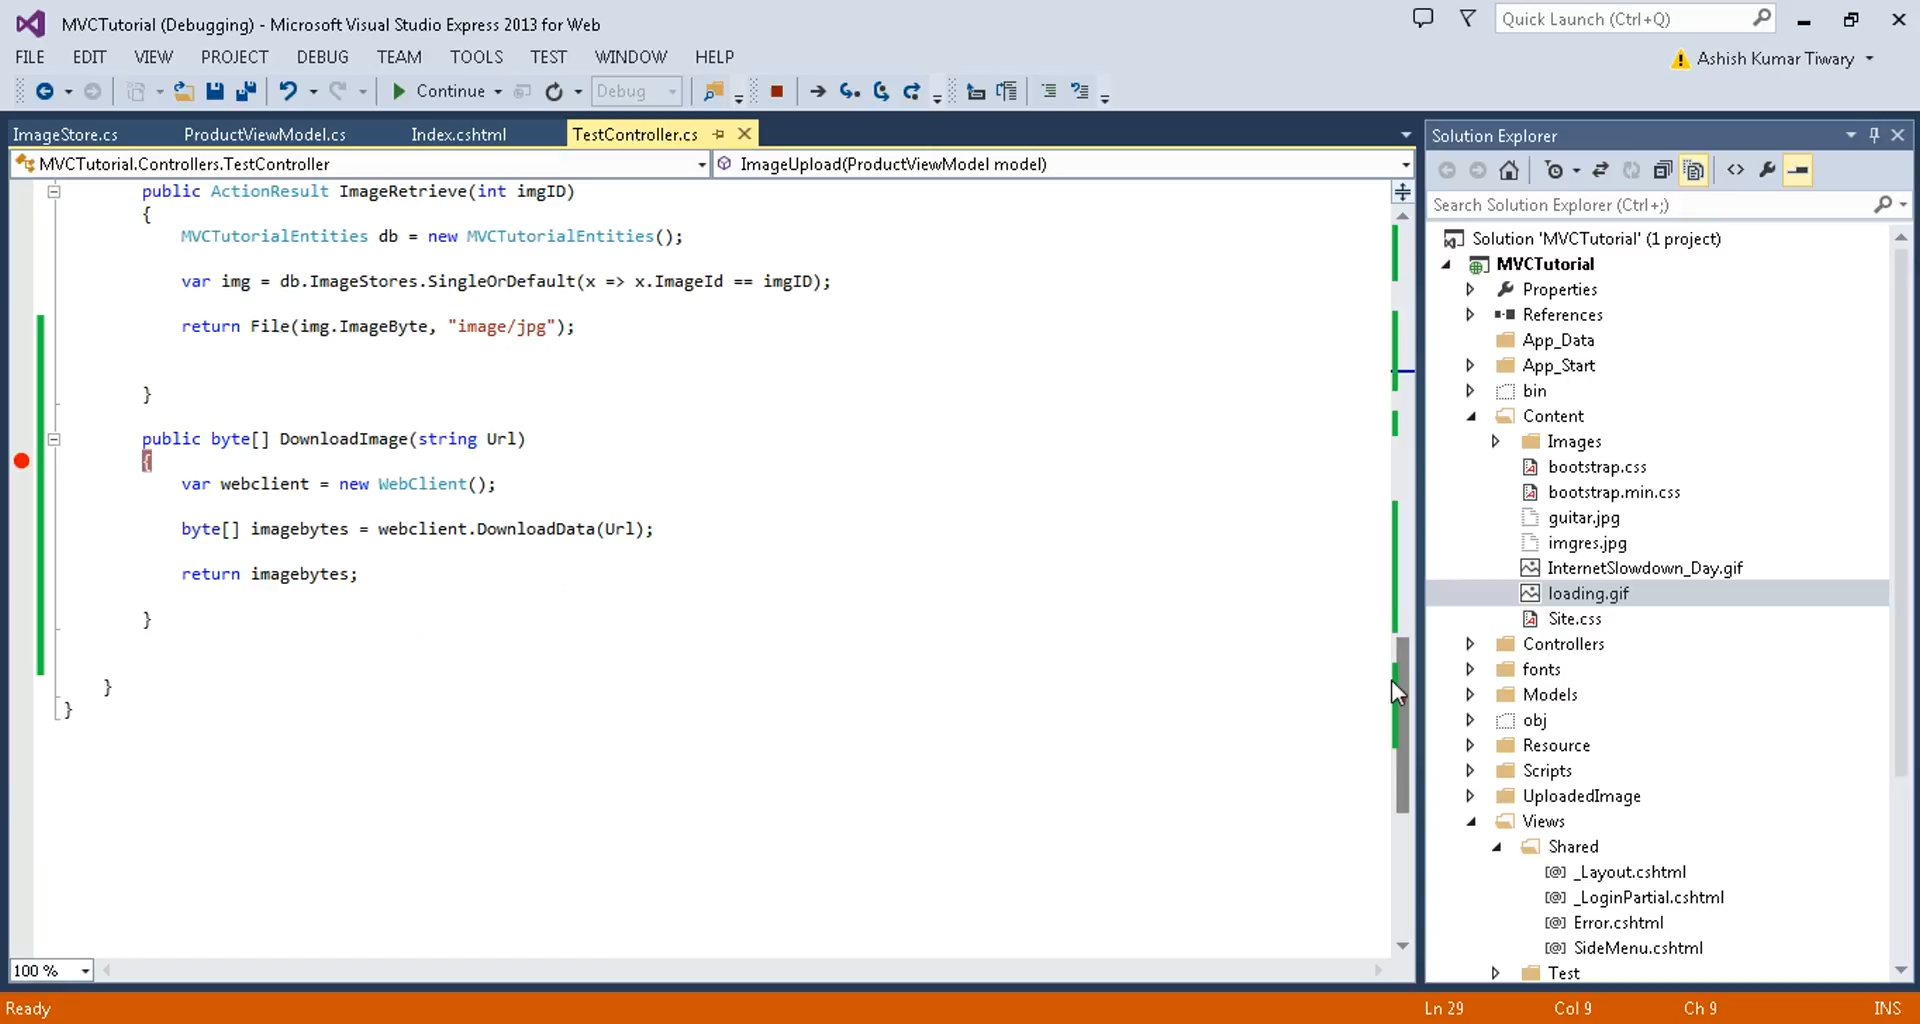 MVCTutorial (Debugging) - Microsoft Visual Studio Express 2013 for Web
Quick Launch (Ctrl+Q)
FILE EDIT VIEW PROJECT DEBUG TEAM TOOLS TEST WINDOW HELP
Ashish Kumar Tiwary
Continue
Debug
ImageStore.cs ProductViewModel.cs Index.cshtml TestController.cs
MVCTutorial.Controllers.TestController
ImageUpload(ProductViewModel model)
public ActionResult ImageRetrieve(int imgID)
{
MVCTutorialEntities db = new MVCTutorialEntities();
var img = db.ImageStores.SingleOrDefault(x => x.ImageId == imgID);
return File(img.ImageByte, "image/jpg");
}
public byte[] DownloadImage(string Url)
{
var webclient = new WebClient();
byte[] imagebytes = webclient.DownloadData(Url);
return imagebytes;
}
}
}
100 %
Solution Explorer
Search Solution Explorer (Ctrl+;)
Solution 'MVCTutorial' (1 project)
MVCTutorial
Properties
References
App_Data
App_Start
bin
Content
Images
bootstrap.css
bootstrap.min.css
guitar.jpg
imgres.jpg
InternetSlowdown_Day.gif
loading.gif
Site.css
Controllers
fonts
Models
obj
Resource
Scripts
UploadedImage
Views
Shared
_Layout.cshtml
_LoginPartial.cshtml
Error.cshtml
SideMenu.cshtml
Test
Ready
Ln 29 Col 9 Ch 9 INS